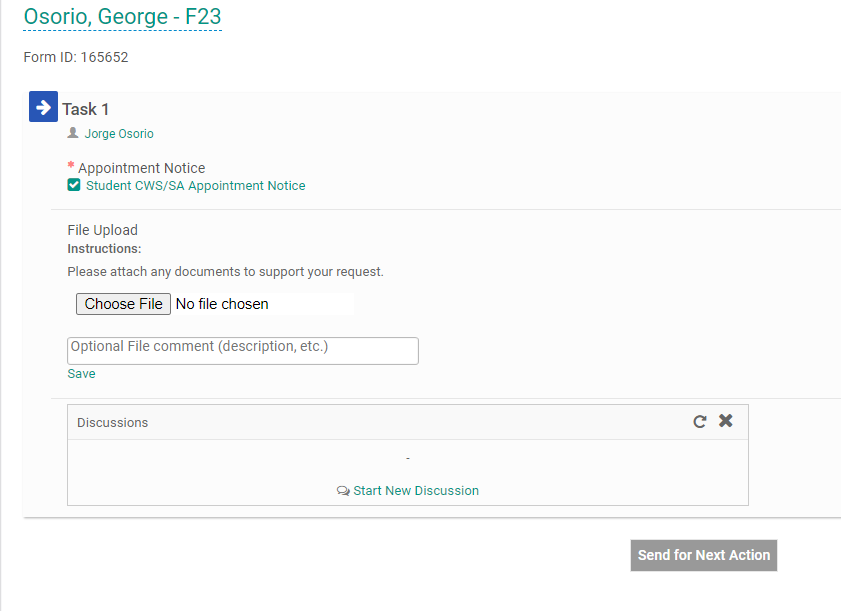 Osorio, George - F23
Form ID: 165652
Task 1
Jorge Osorio
* Appointment Notice
Student CWS/SA Appointment Notice
File Upload
Instructions:
Please attach any documents to support your request.
Choose File No file chosen
Optional File comment (description, etc.)
Save
Discussions
-
Start New Discussion
Send for Next Action